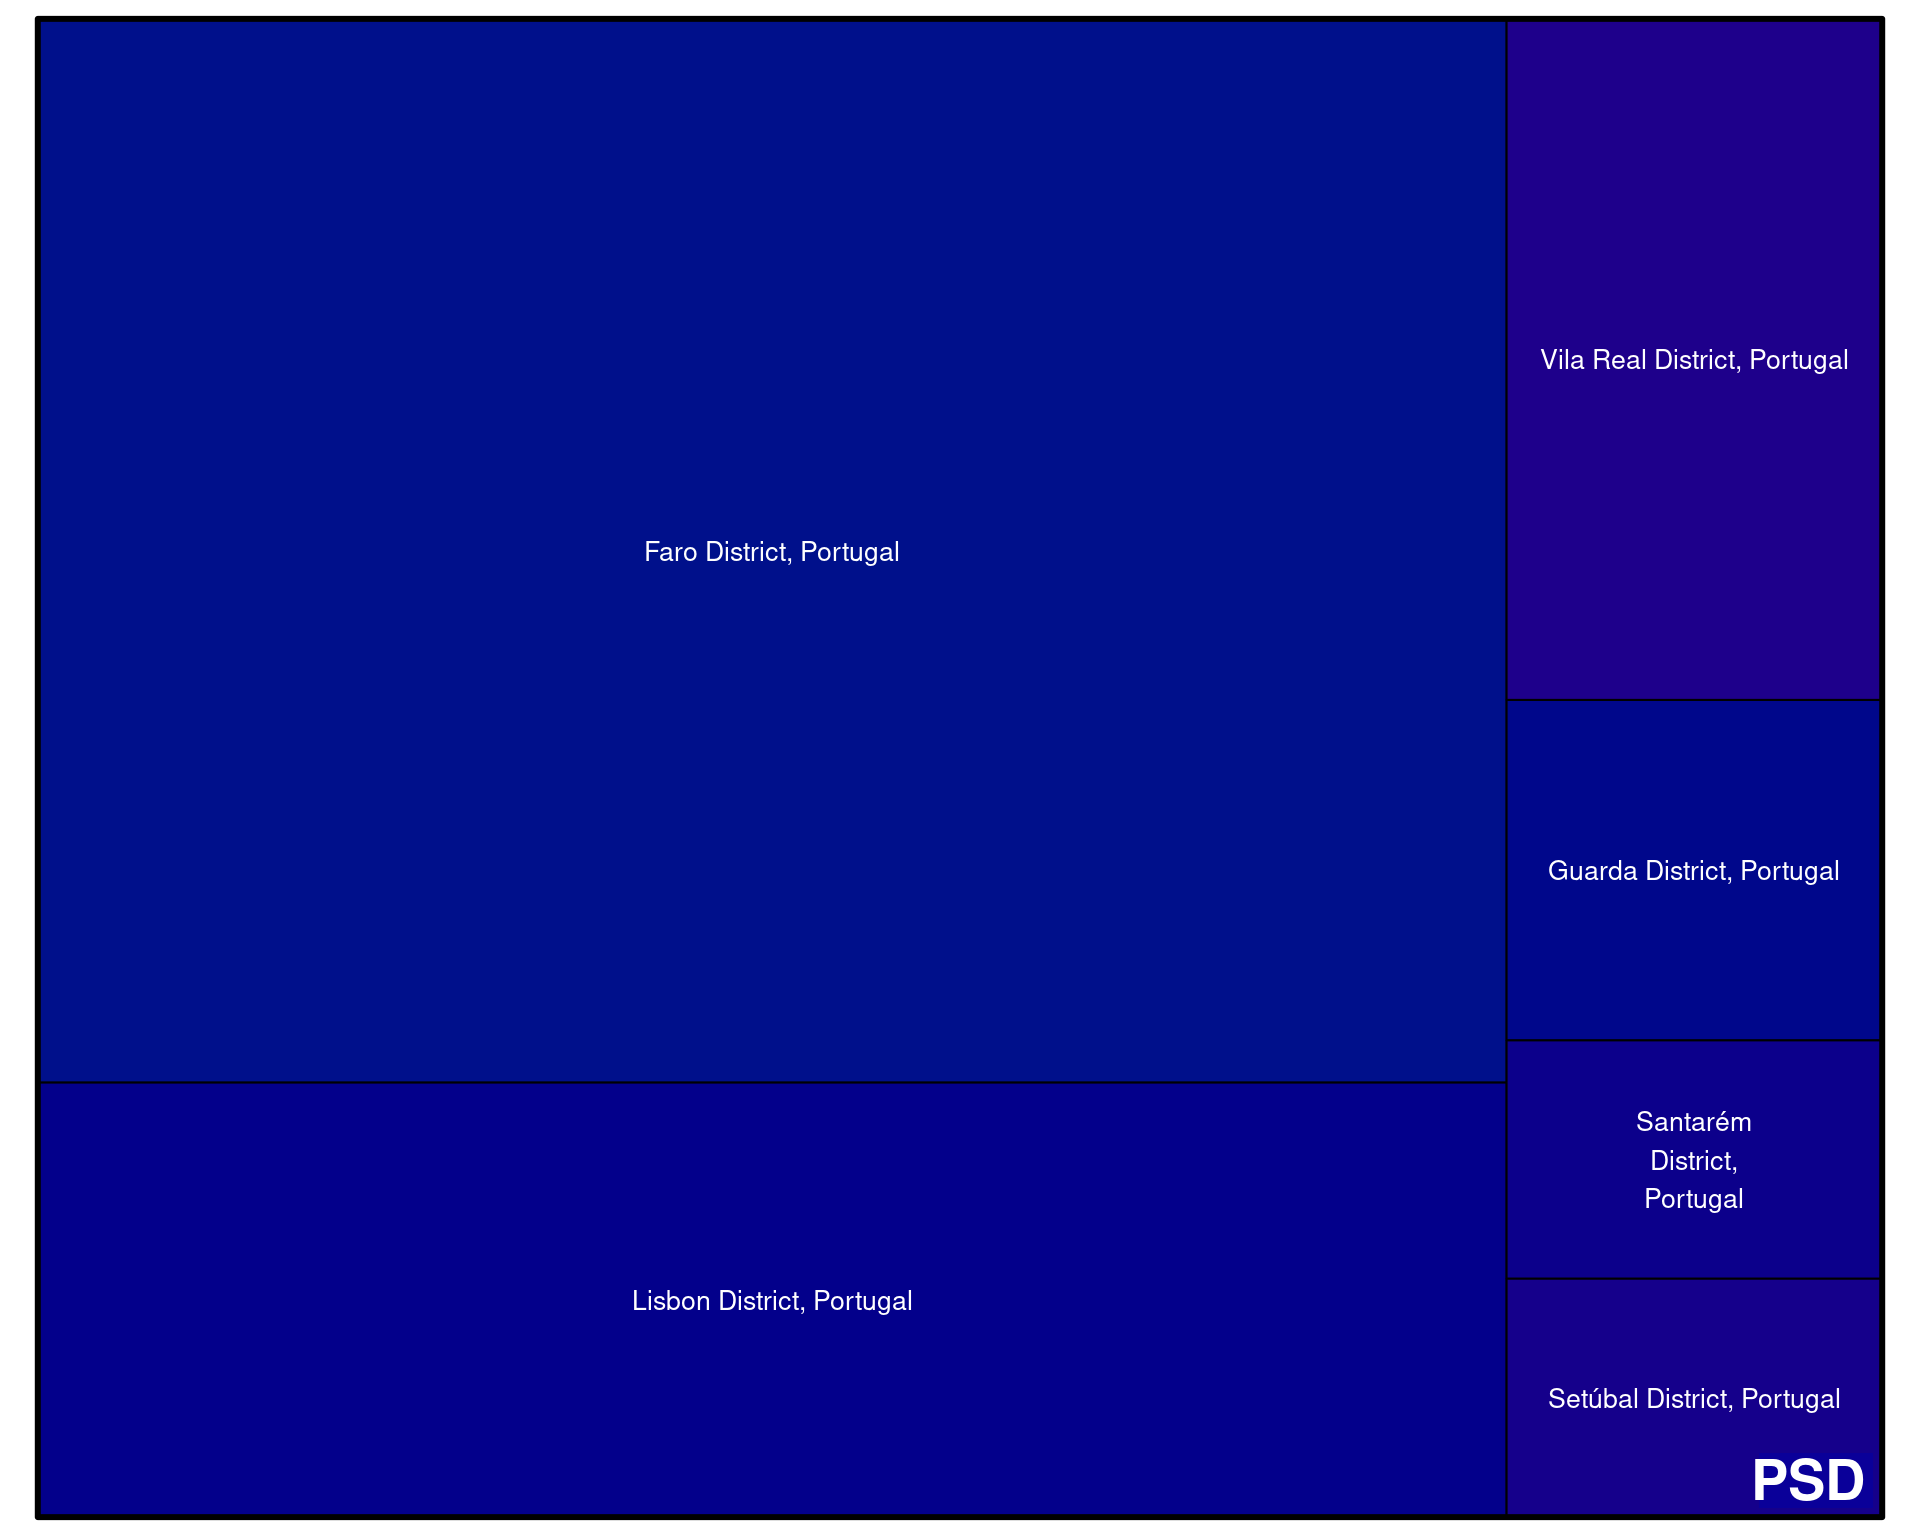 Faro District, Portugal
Lisbon District, Portugal
Vila Real District, Portugal
Guarda District, Portugal
Santarém
District,
Portugal
Setúbal District, Portugal
PSD